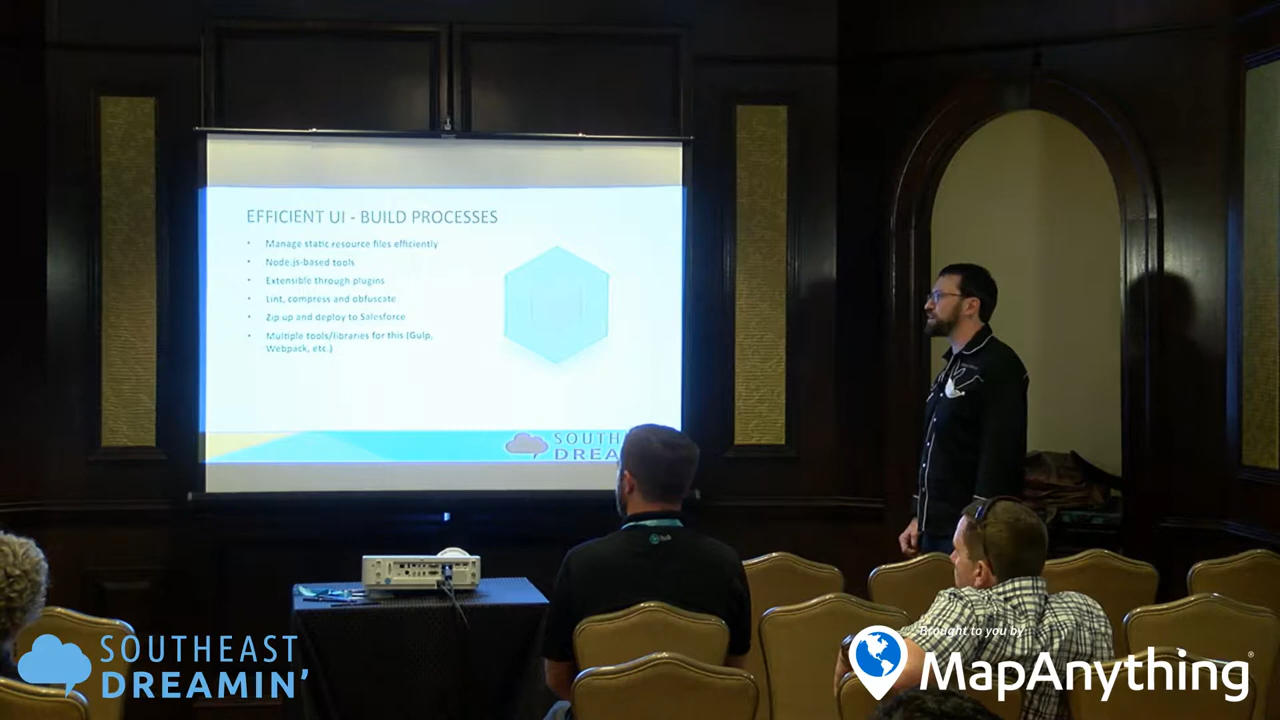 EFFICIENT UI - BUILD PROCESSES
• Manage static resource files efficiently
• Node.js-based tools
• Extensible through plugins
• Lint, compress and obfuscate
• Zip up and deploy to Salesforce
• Multiple tools/libraries for this (Gulp,
Webpack, etc.)
SOUTH
DREA
SOUTHEAST
DREAMIN'
Brought to you by
MapAnything